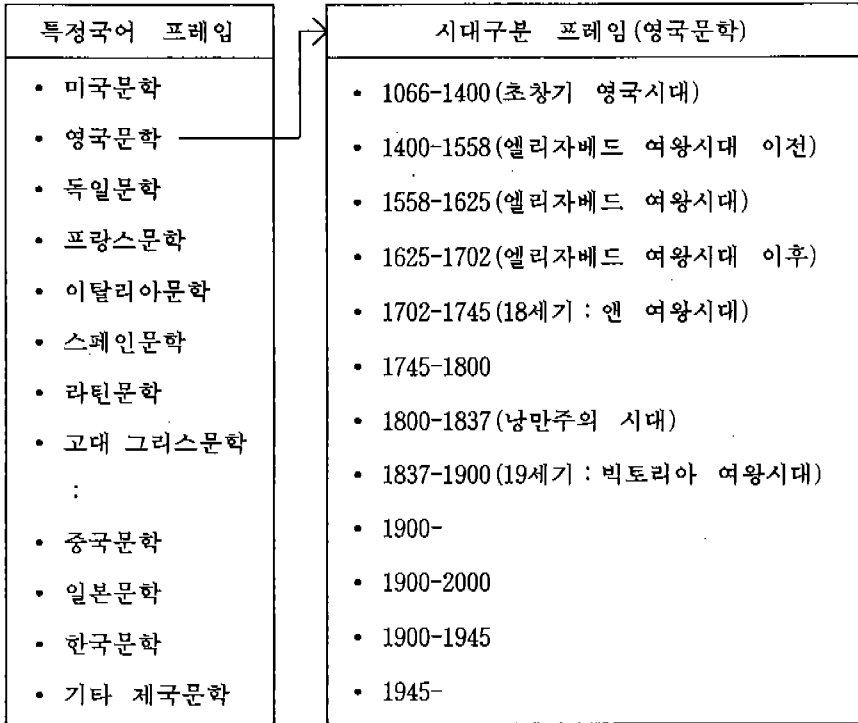 특정국어 프레임
• 미국문학
• 영국문학
• 독일문학
• 프랑스문학
• 이탈리아문학
• 스페인문학
• 라틴문학
• 고대 그리스문학
:
• 중국문학
• 일본문학
• 한국문학
• 기타 제국문학
시대구분 프레임(영국문학)
• 1066-1400(초창기 영국시대)
• 1400-1558(엘리자베드 여왕시대 이전)
• 1558-1625(엘리자베드 여왕시대)
• 1625-1702(엘리자베드 여왕시대 이후)
• 1702-1745(18세기 : 앤 여왕시대)
• 1745-1800
• 1800-1837(낭만주의 시대)
• 1837-1900(19세기 : 빅토리아 여왕시대)
• 1900-
• 1900-2000
• 1900-1945
• 1945-